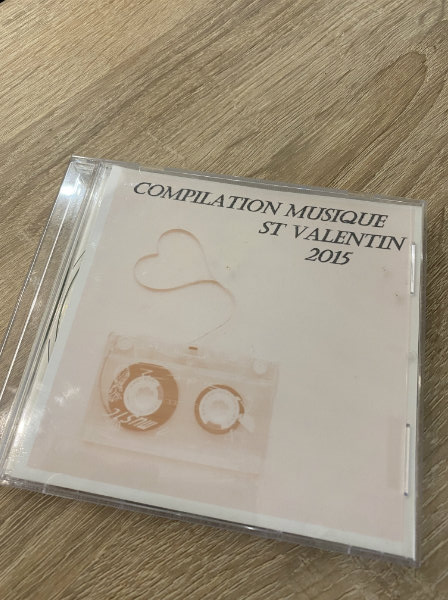 COMPILATION MUSIQUE
ST VALENTIN
2015